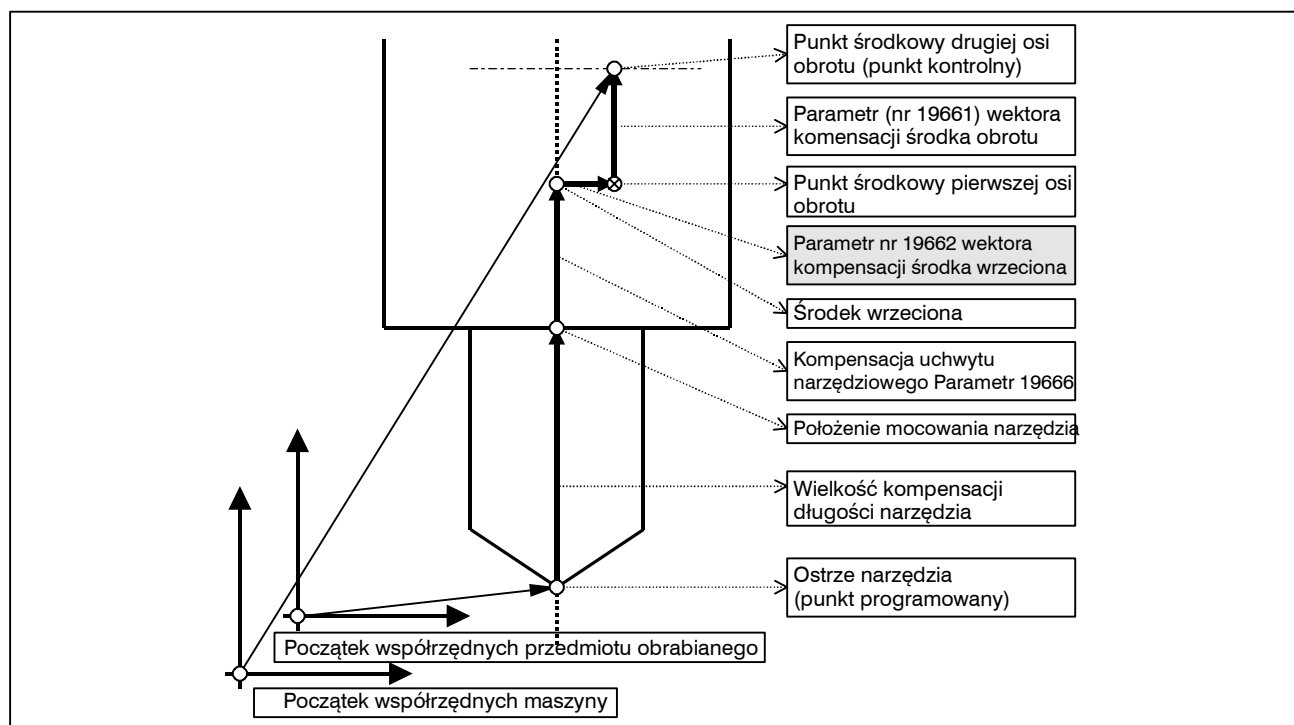 Punkt środkowy drugiej osi
obrotu (punkt kontrolny)
Parametr (nr 19661) wektora
komensacji środka obrotu
Punkt środkowy pierwszej osi
obrotu
Parametr nr 19662 wektora
kompensacji środka wrzeciona
Środek wrzeciona
Kompensacja uchwytu
narzędziowego Parametr 19666
Położenie mocowania narzędzia
Wielkość kompensacji
długości narzędzia
Ostrze narzędzia
(punkt programowany)
Początek współrzędnych przedmiotu obrabianego
Początek współrzędnych maszyny